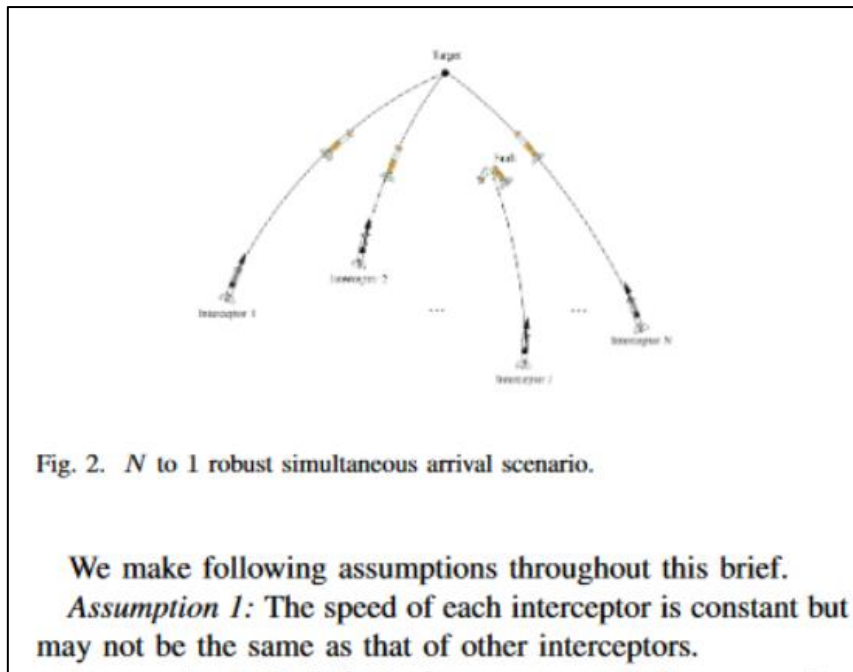 Target
Fault
Interceptor 2
Interceptor 1
...
...
Interceptor N
Interceptor i
Fig. 2. N to 1 robust simultaneous arrival scenario.
We make following assumptions throughout this brief.
Assumption 1: The speed of each interceptor is constant but
may not be the same as that of other interceptors.